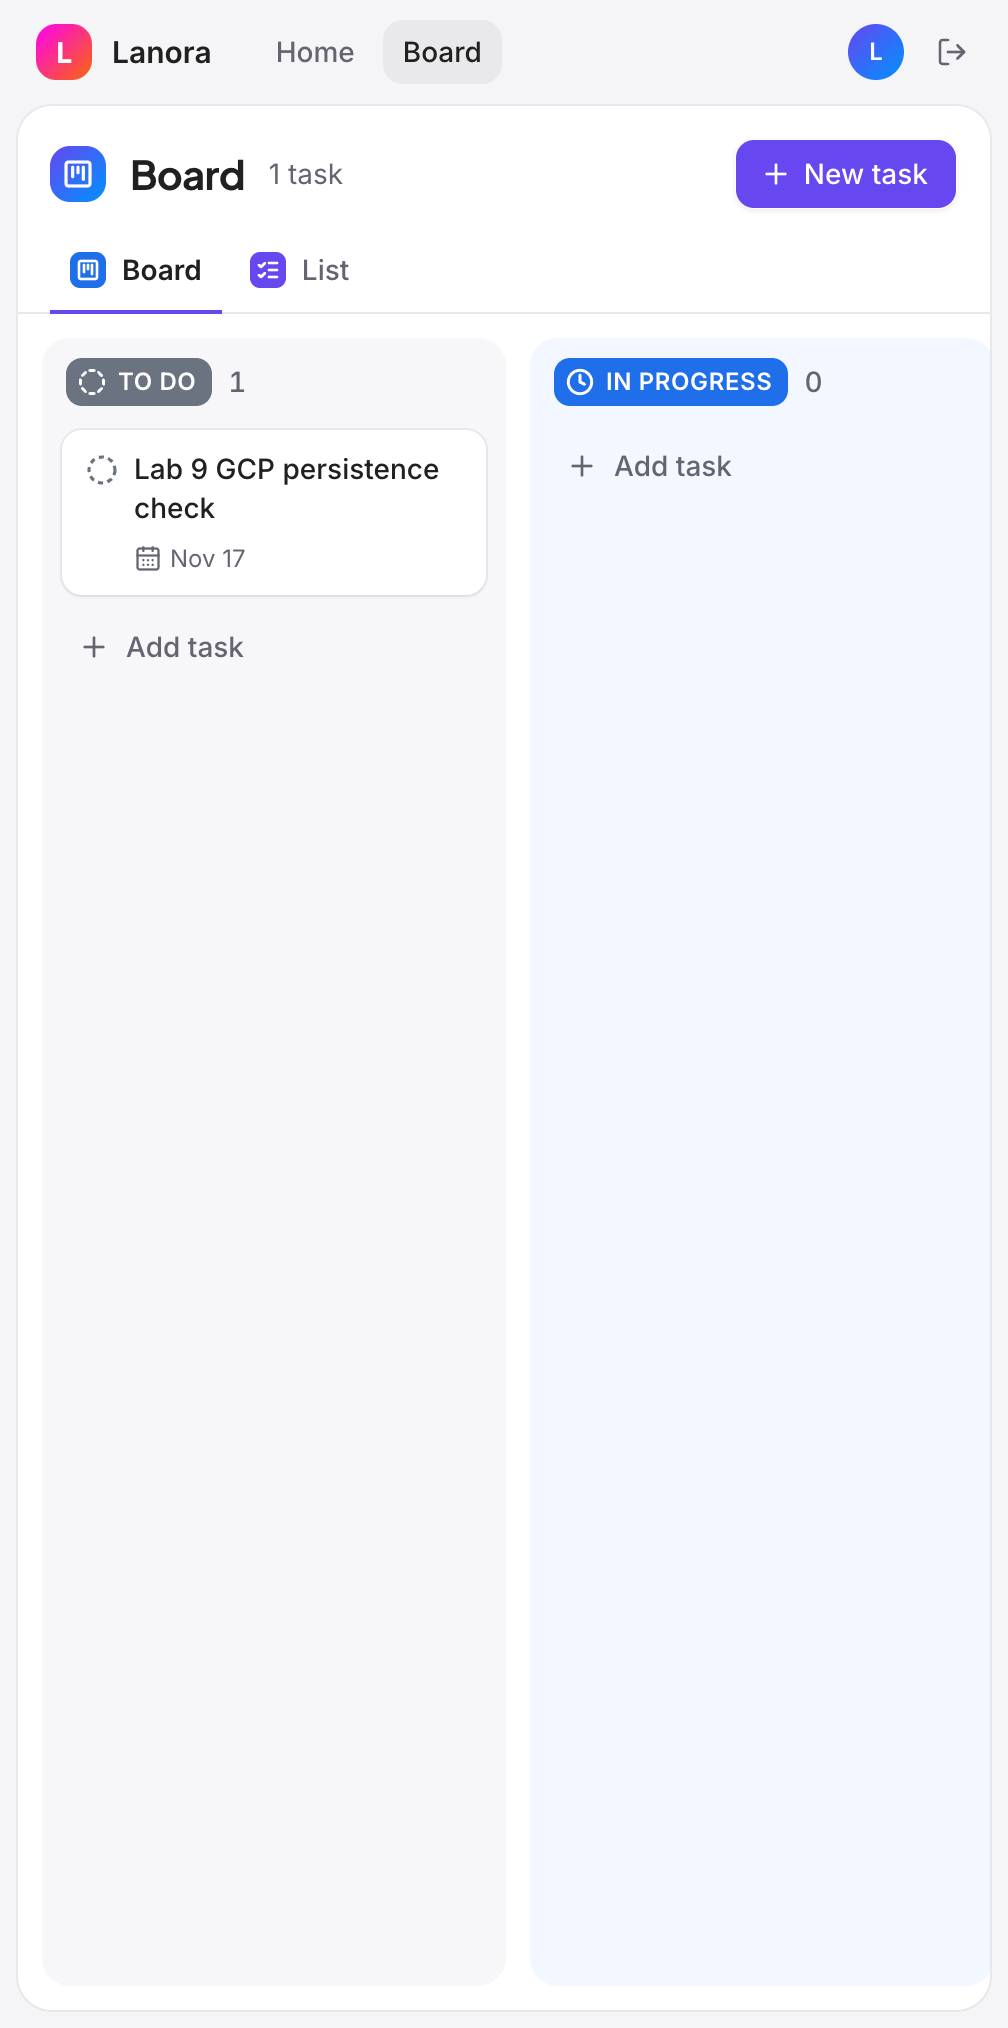 L Lanora Home Board L
Board 1 task + New task
Board List
TO DO 1
Lab 9 GCP persistence
check
Nov 17
+ Add task
IN PROGRESS 0
+ Add task